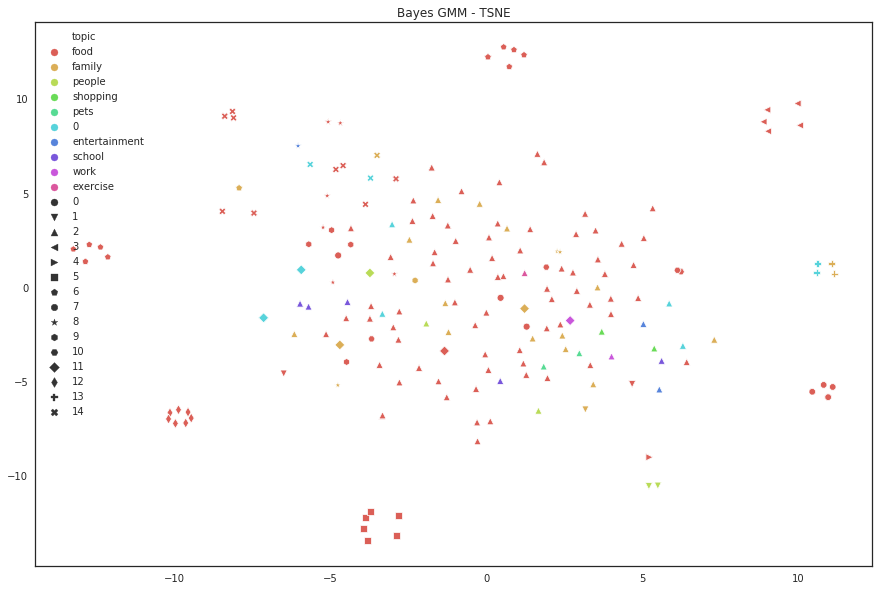 Bayes GMM - TSNE
topic
food
family
people
shopping
pets
0
entertainment
school
work
exercise
0
1
2
3
4
5
6
7
8
9
10
11
12
13
14
10
5
0
−5
−10
−10
−5
0
5
10